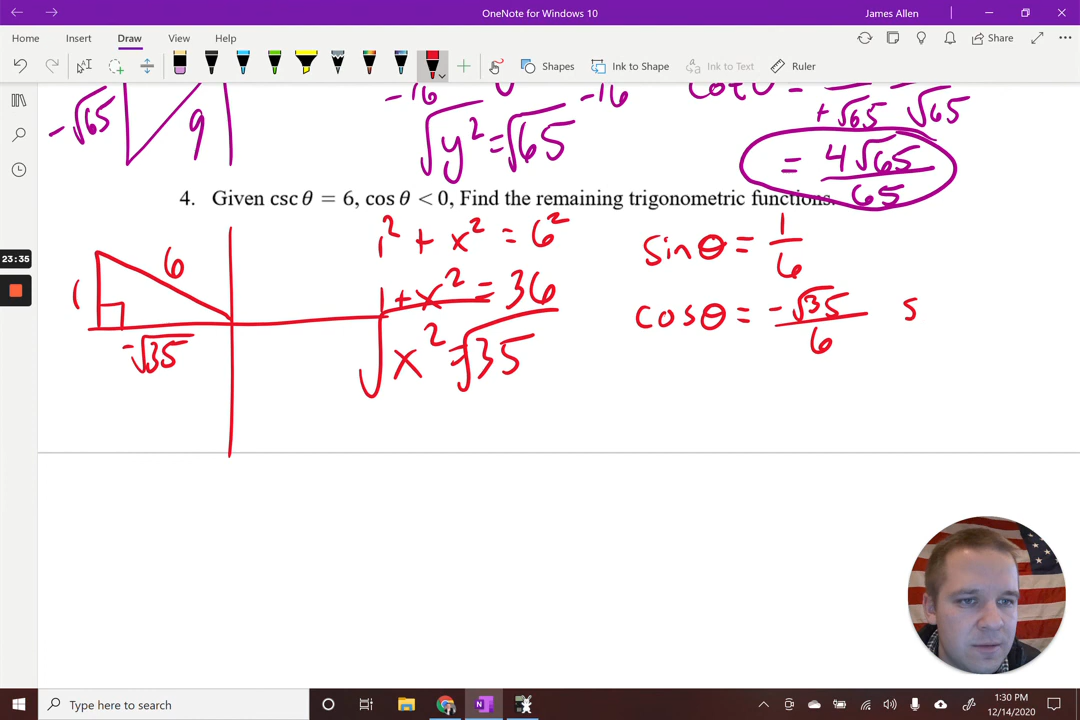 OneNote for Windows 10
James Allen
Home Insert Draw View Help
Share
Shapes Ink to Shape Ink to Text Ruler
-√65
9
-16 -16
√y² = √65
+√65 √65
= 4√65/65
4. Given csc θ = 6, cos θ < 0, Find the remaining trigonometric functions.
6
1
-√35
1² + x² = 6²
1 + x² = 36
√x² = √35
sin θ = 1/6
cos θ = -√35/6 s
23:35
Type here to search
1:30 PM
12/14/2020